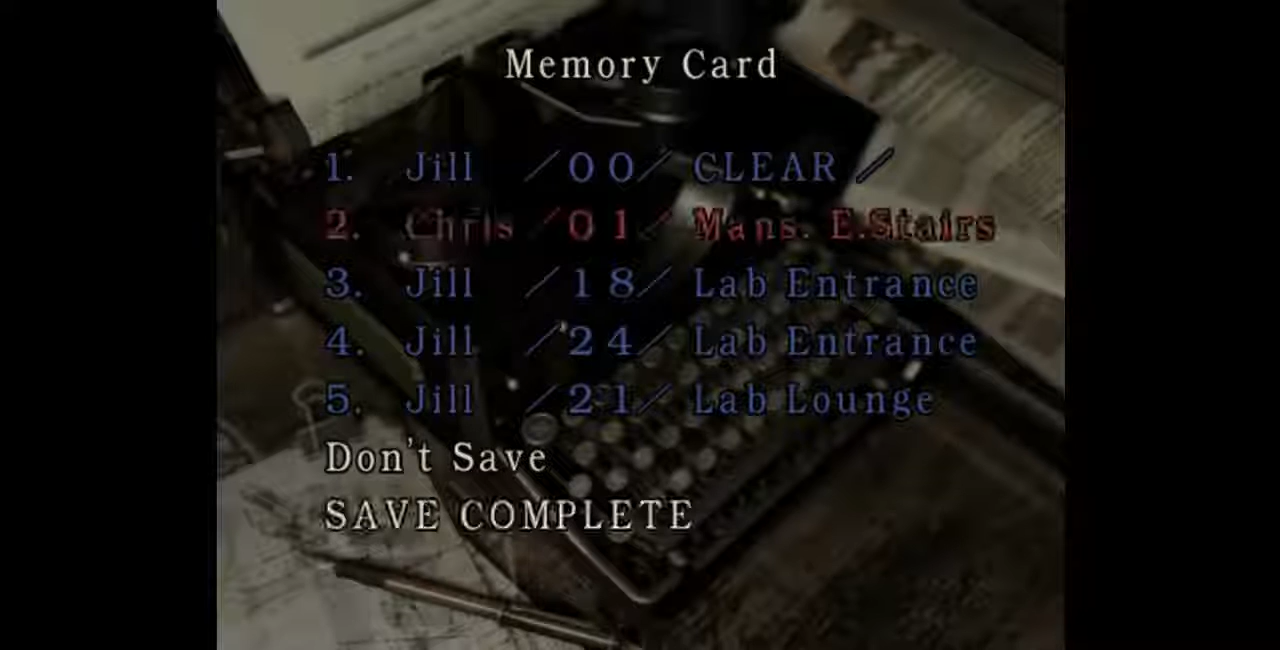 Memory Card
1. Jill / 00 / CLEAR /
2. Chris / 01 / Mans. E.Stairs
3. Jill / 18 / Lab Entrance
4. Jill / 24 / Lab Entrance
5. Jill / 21 / Lab Lounge
Don't Save
SAVE COMPLETE